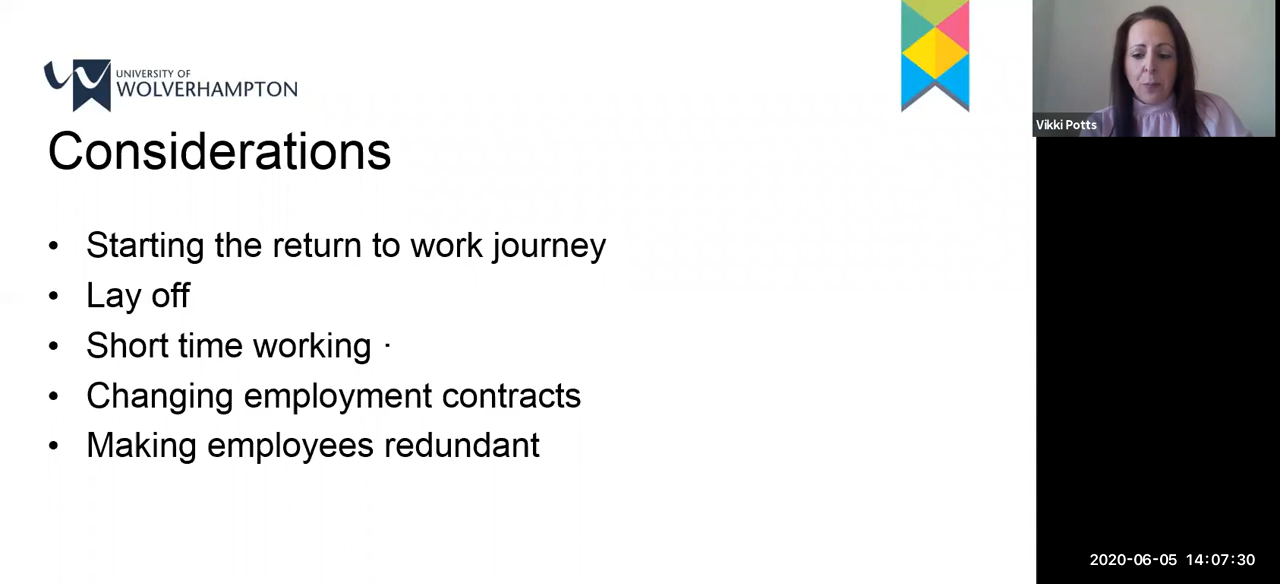 UNIVERSITY OF
WOLVERHAMPTON
Considerations
• Starting the return to work journey
• Lay off
• Short time working ·
• Changing employment contracts
• Making employees redundant
Vikki Potts
2020-06-05 14:07:30